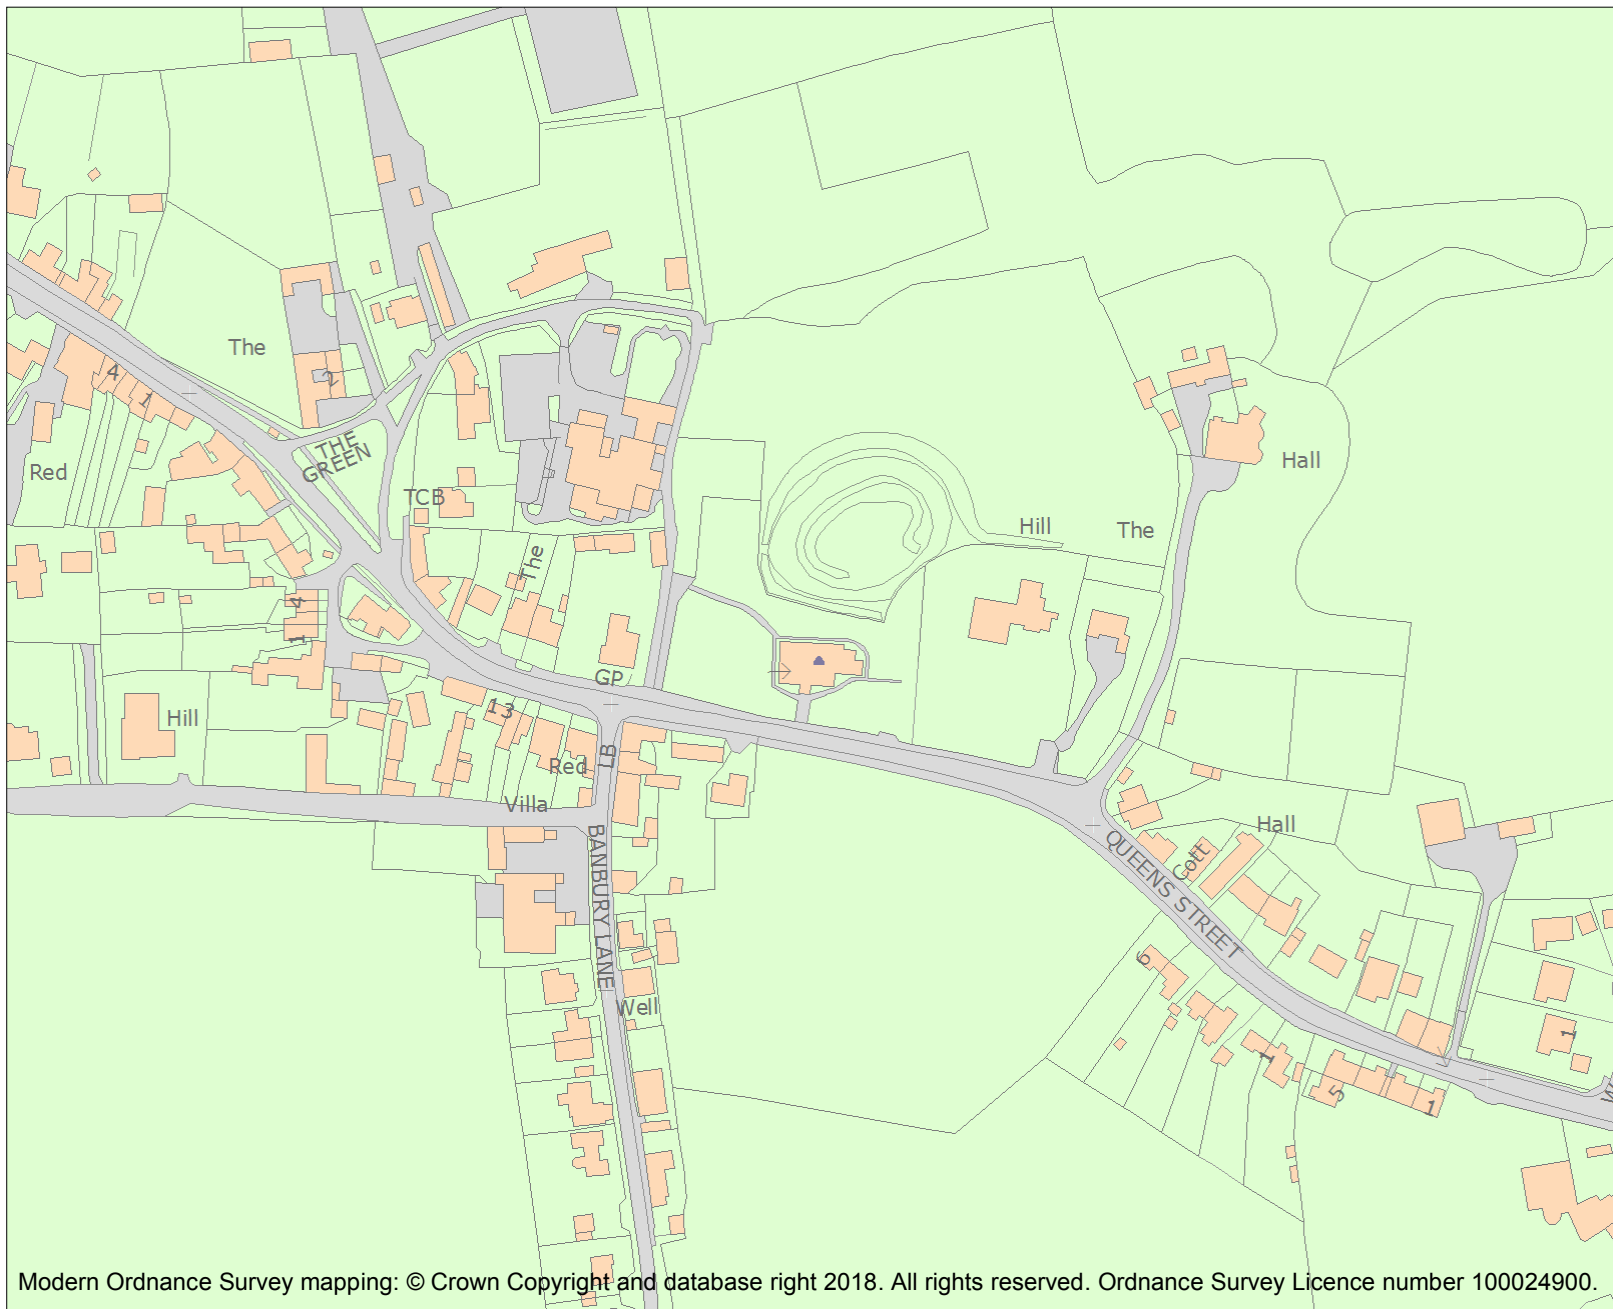 The
4
2
1
THE
GREEN
Red
Hall
TCB
Hill
The
The
4
1
GP
Hill
13
LB
Red
Villa
Hall
BANBURY LANE
QUEENS STREET
Cott
6
Well
1
1
5
1
Modern Ordnance Survey mapping: © Crown Copyright and database right 2018. All rights reserved. Ordnance Survey Licence number 100024900.